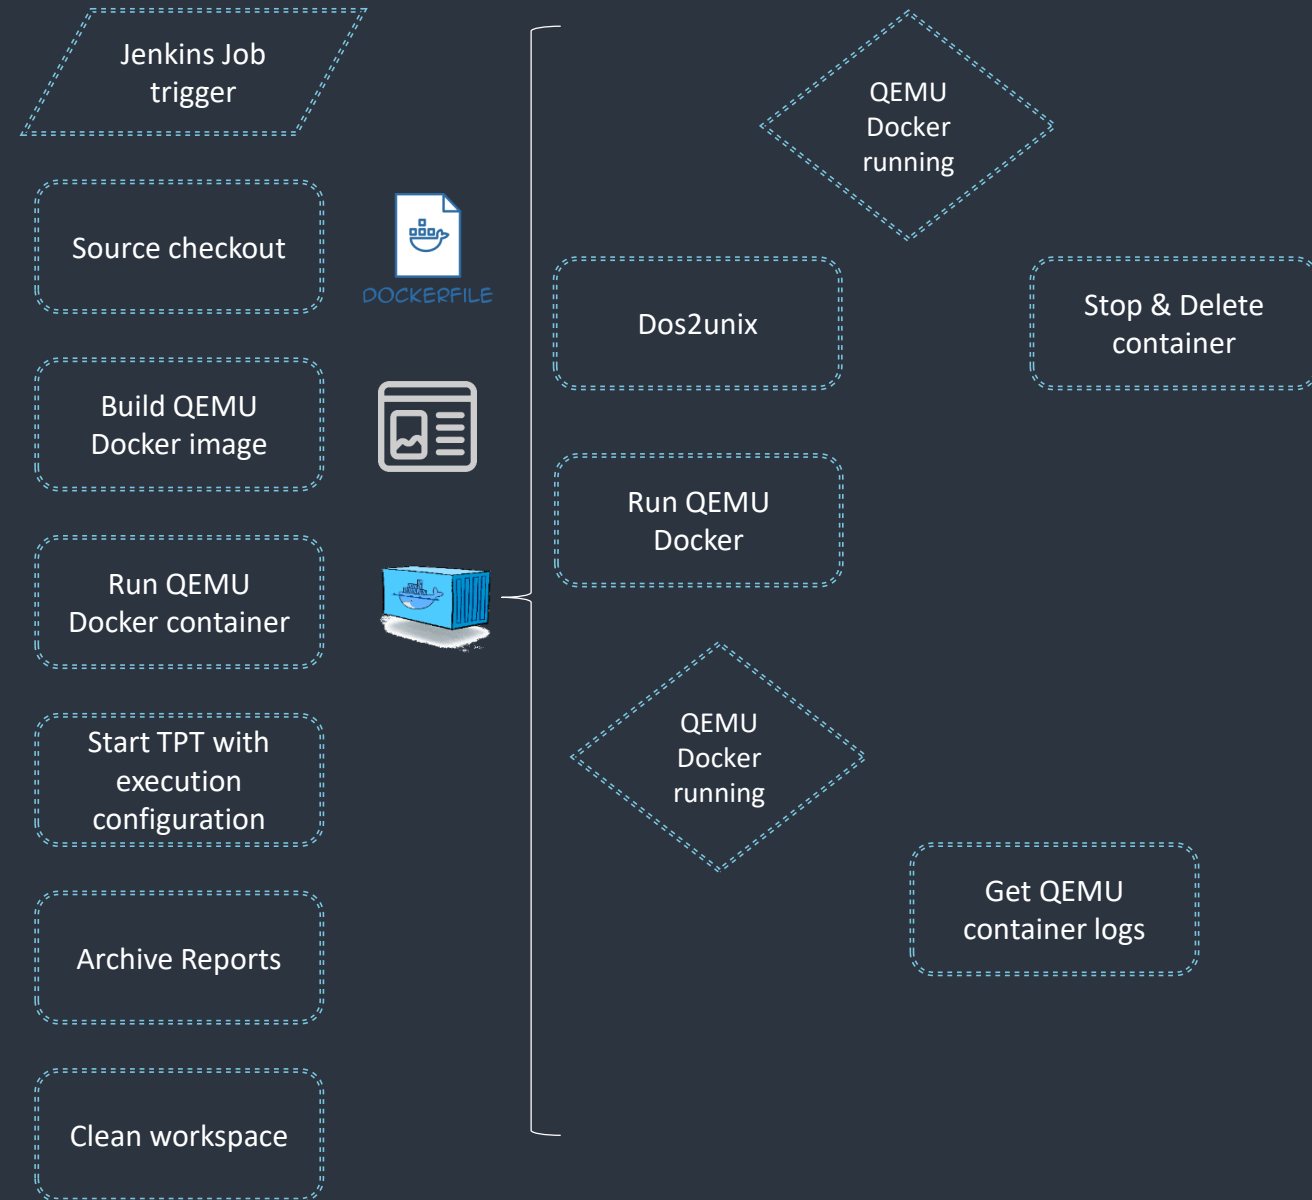 Jenkins Job
trigger
Source checkout
DOCKERFILE
Build QEMU
Docker image
Run QEMU
Docker container
Start TPT with
execution
configuration
Archive Reports
Clean workspace
QEMU
Docker
running
Dos2unix
Stop & Delete
container
Run QEMU
Docker
QEMU
Docker
running
Get QEMU
container logs